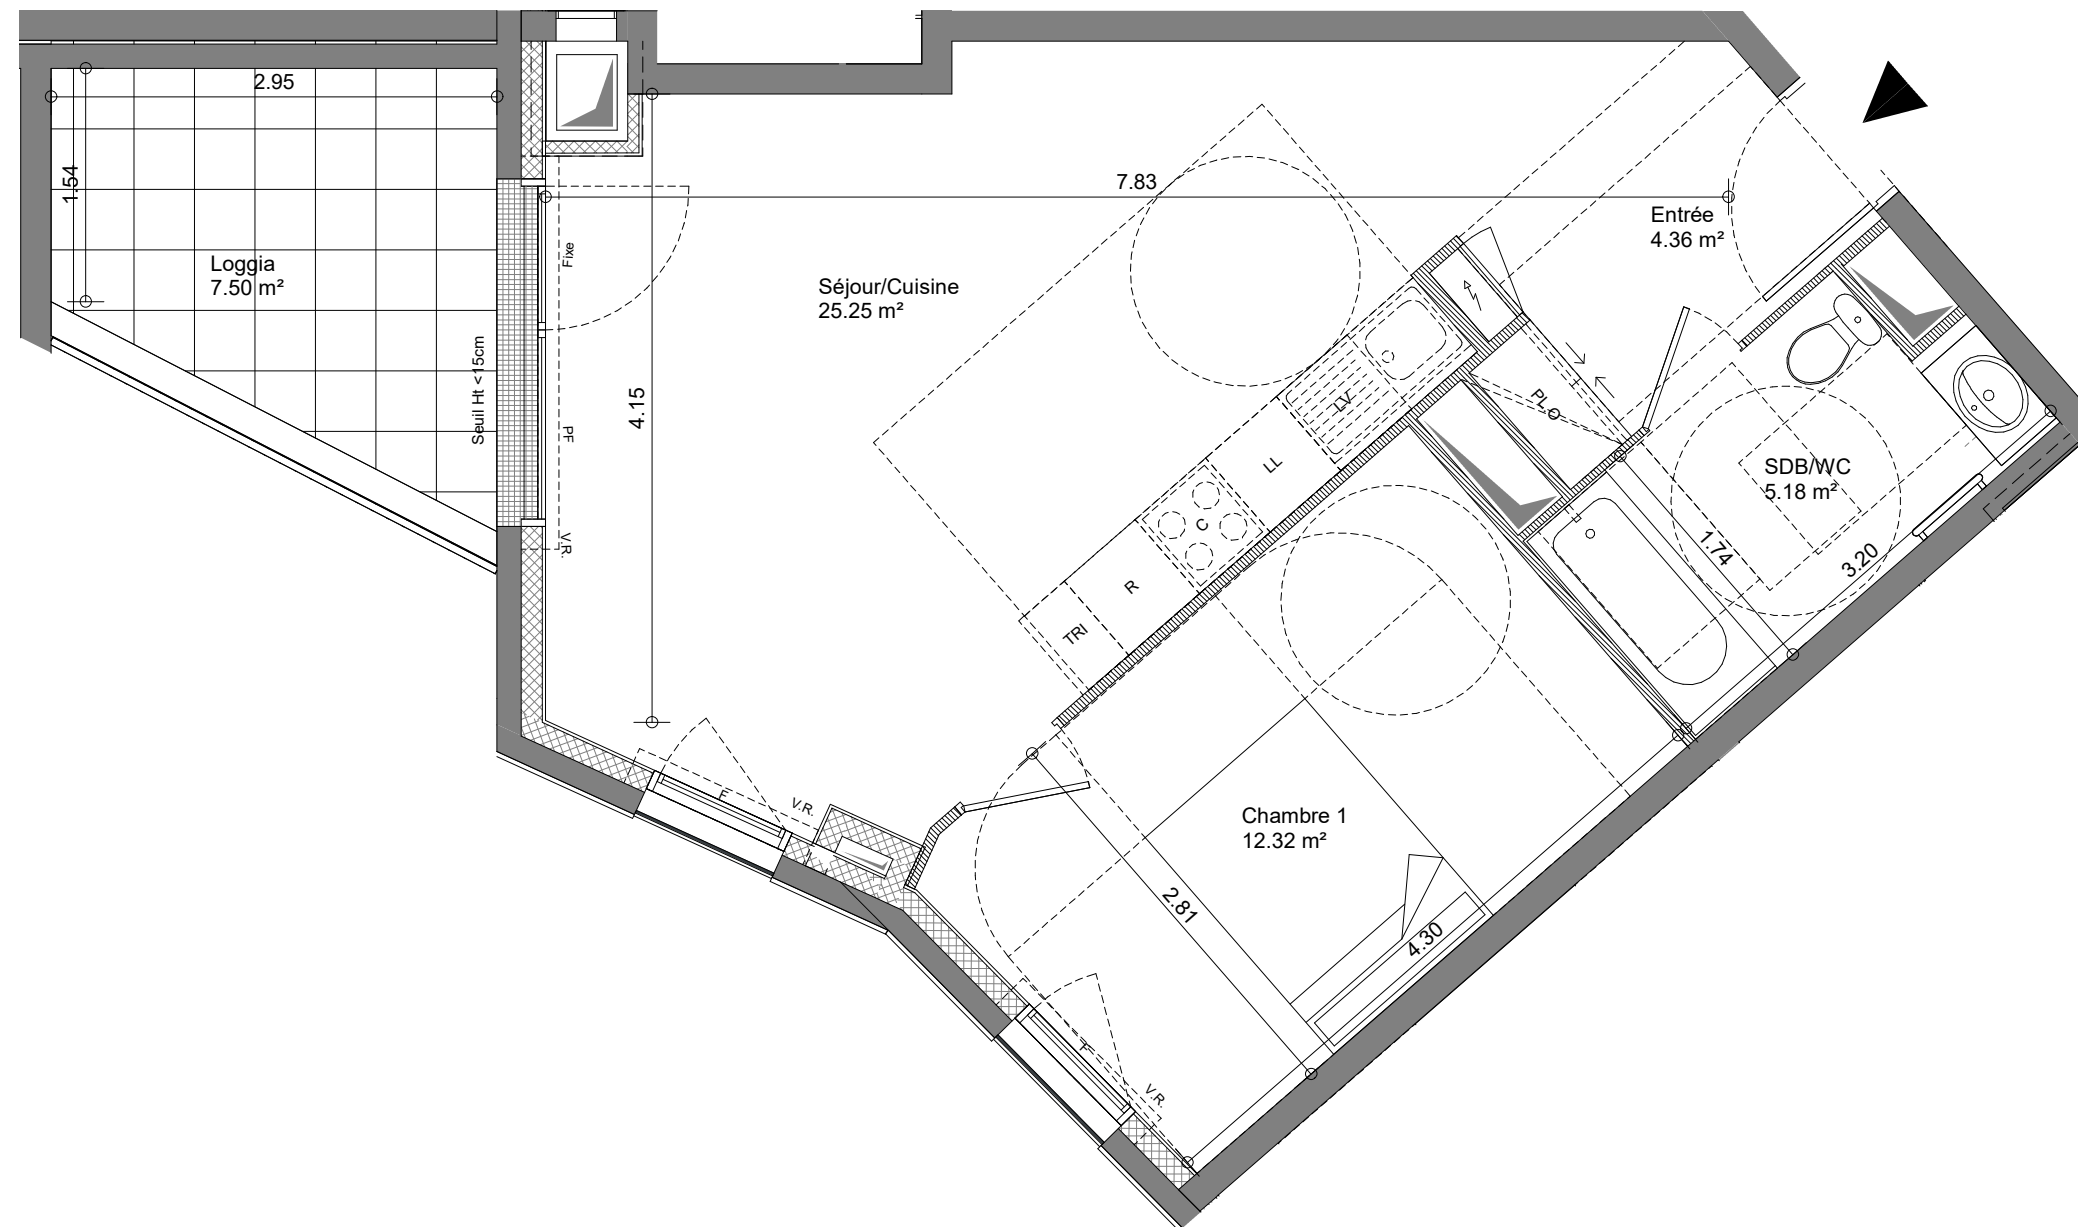 2.95
1.54
Loggia
7.50 m²
Seuil Ht <15cm
Fixe
PF
V.R.
4.15
7.83
Séjour/Cuisine
25.25 m²
Entrée
4.36 m²
LV
LL
C
R
TRI
PL O
SDB/WC
5.18 m²
1.74
3.20
F
V.R.
Chambre 1
12.32 m²
2.81
4.30
F
V.R.